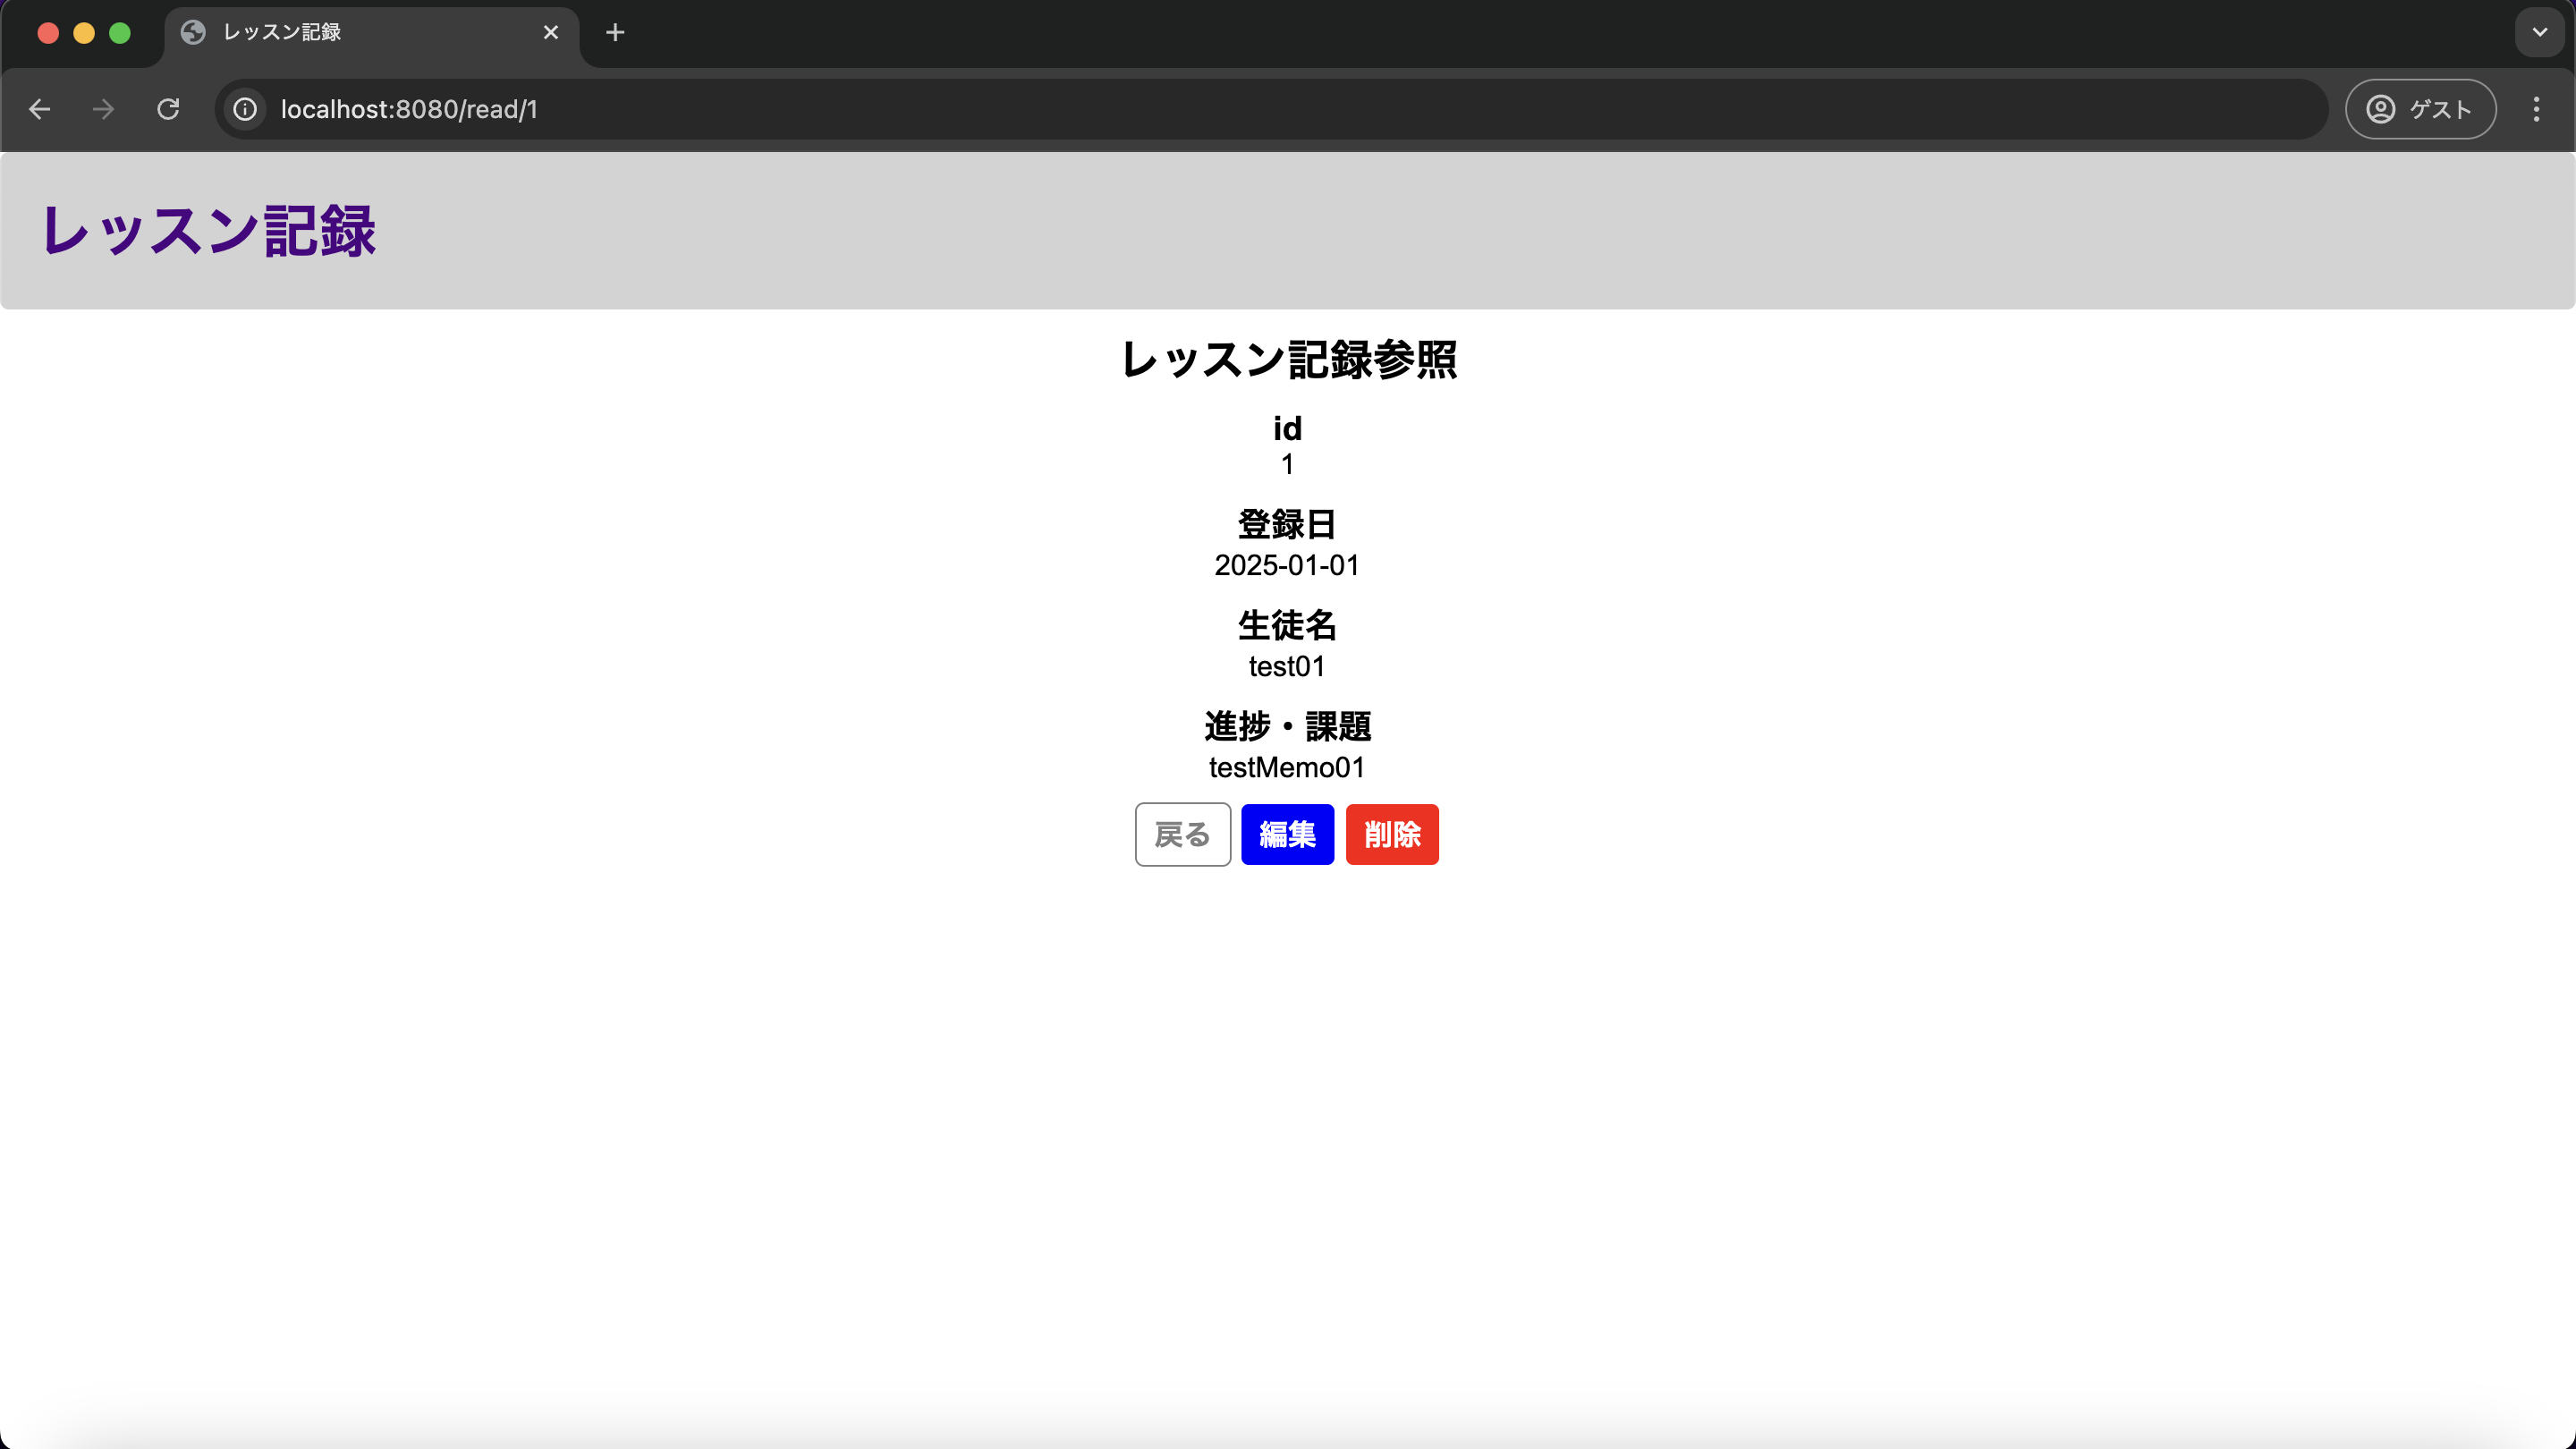 レッスン記録
localhost:8080/read/1
ゲスト
レッスン記録
レッスン記録参照
id
1
登録日
2025-01-01
生徒名
test01
進捗・課題
testMemo01
戻る 編集 削除